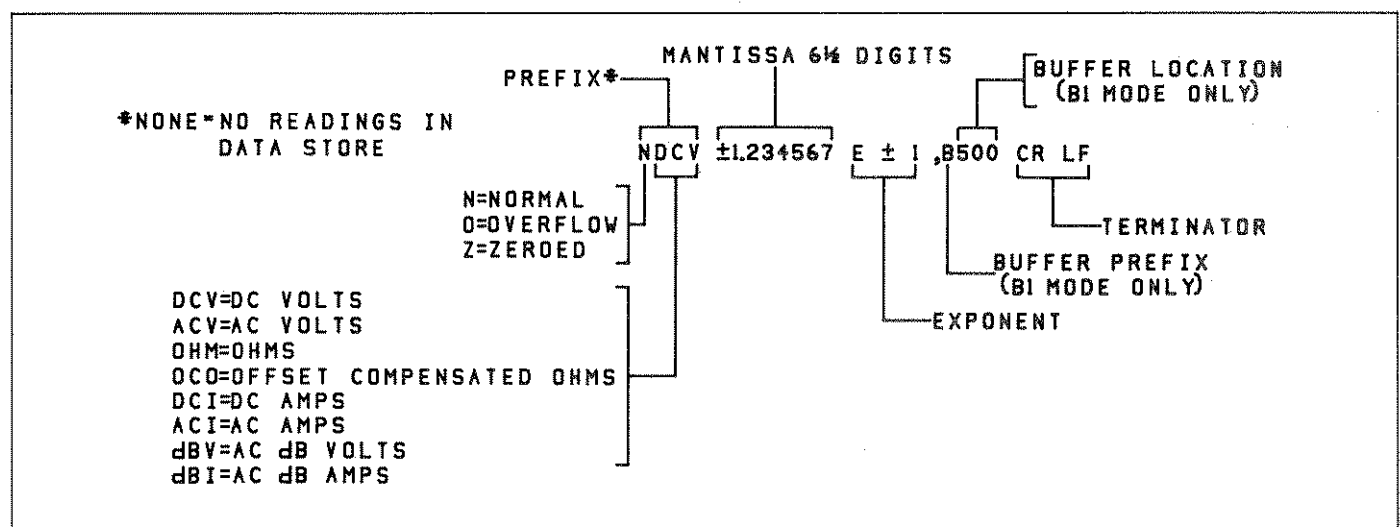 MANTISSA 6½ DIGITS
PREFIX*
BUFFER LOCATION
(B1 MODE ONLY)
*NONE=NO READINGS IN
DATA STORE
NDCV ±1.234567 E ± 1 ,B500 CR LF
N=NORMAL
O=OVERFLOW
Z=ZEROED
TERMINATOR
BUFFER PREFIX
(B1 MODE ONLY)
EXPONENT
DCV=DC VOLTS
ACV=AC VOLTS
OHM=OHMS
OCO=OFFSET COMPENSATED OHMS
DCI=DC AMPS
ACI=AC AMPS
dBV=AC dB VOLTS
dBI=AC dB AMPS